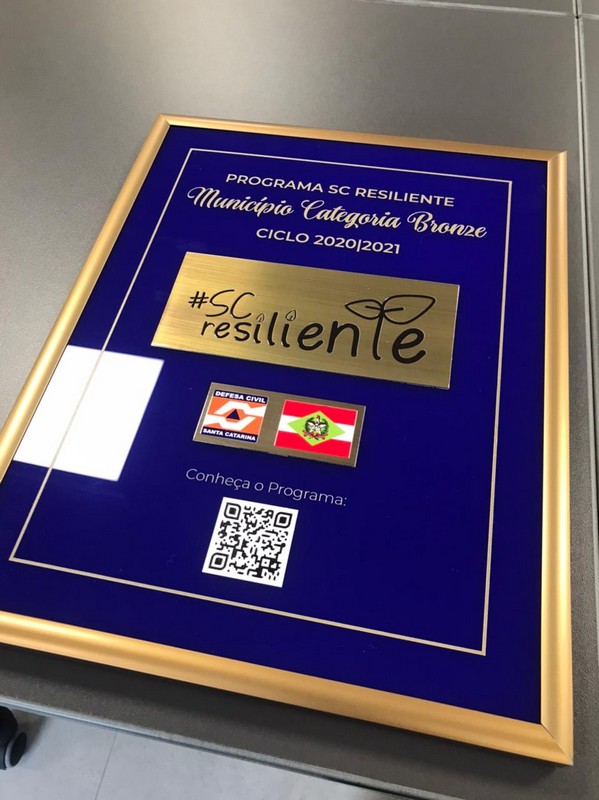 PROGRAMA SC RESILIENTE
Município Categoria Bronze
CICLO 2020|2021
#SC
resiliente
DEFESA CIVIL
SANTA CATARINA
Conheça o Programa: